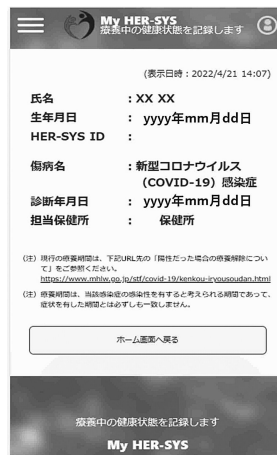 My HER-SYS
療養中の健康状態を記録します
(表示日時：2022/4/21 14:07)
氏名 ：XX XX
生年月日 ： yyyy年mm月dd日
HER-SYS ID ：
傷病名 ：新型コロナウイルス
（COVID-19）感染症
診断年月日 ： yyyy年mm月dd日
担当保健所 ： 保健所
（注）現行の療養期間は、下記URL先の「陽性だった場合の療養解除につい
て」をご参照ください。
https://www.mhlw.go.jp/stf/covid-19/kenkou-iryousoudan.html
（注）療養期間は、当該感染症の感染性を有すると考えられる期間であって、
症状を有した期間とは必ずしも一致しません。
ホーム画面へ戻る
療養中の健康状態を記録します
My HER-SYS